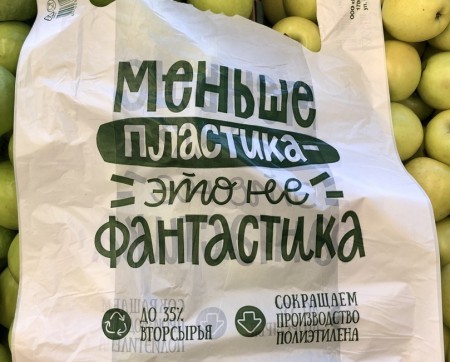 МЕНЬШЕ
ПЛАСТИКА-
ЭТО НЕ
ФАНТАСТИКА
ДО 35%
ВТОРСЫРЬЯ
СОКРАЩАЕМ
ПРОИЗВОДСТВО
ПОЛИЭТИЛЕНА